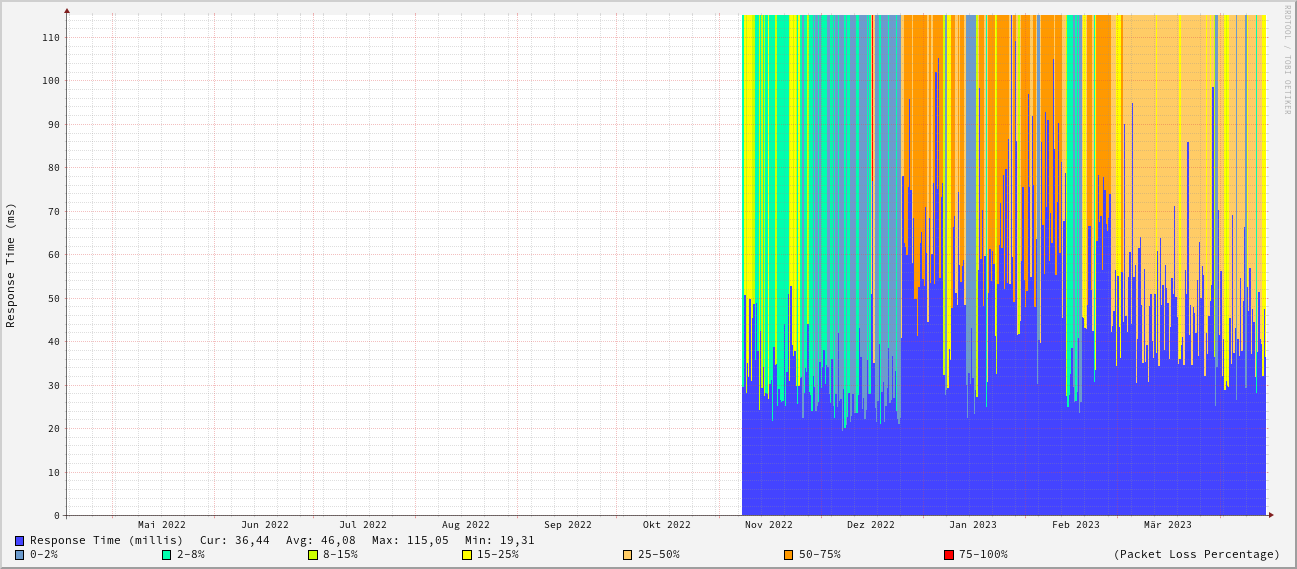 RRDTOOL / TOBI OETIKER
Response Time (ms)
110
100
90
80
70
60
50
40
30
20
10
0
Mai 2022 Jun 2022 Jul 2022 Aug 2022 Sep 2022 Okt 2022 Nov 2022 Dez 2022 Jan 2023 Feb 2023 Mär 2023
Response Time (millis) Cur: 36,44 Avg: 46,08 Max: 115,05 Min: 19,31
0-2% 2-8% 8-15% 15-25% 25-50% 50-75% 75-100% (Packet Loss Percentage)